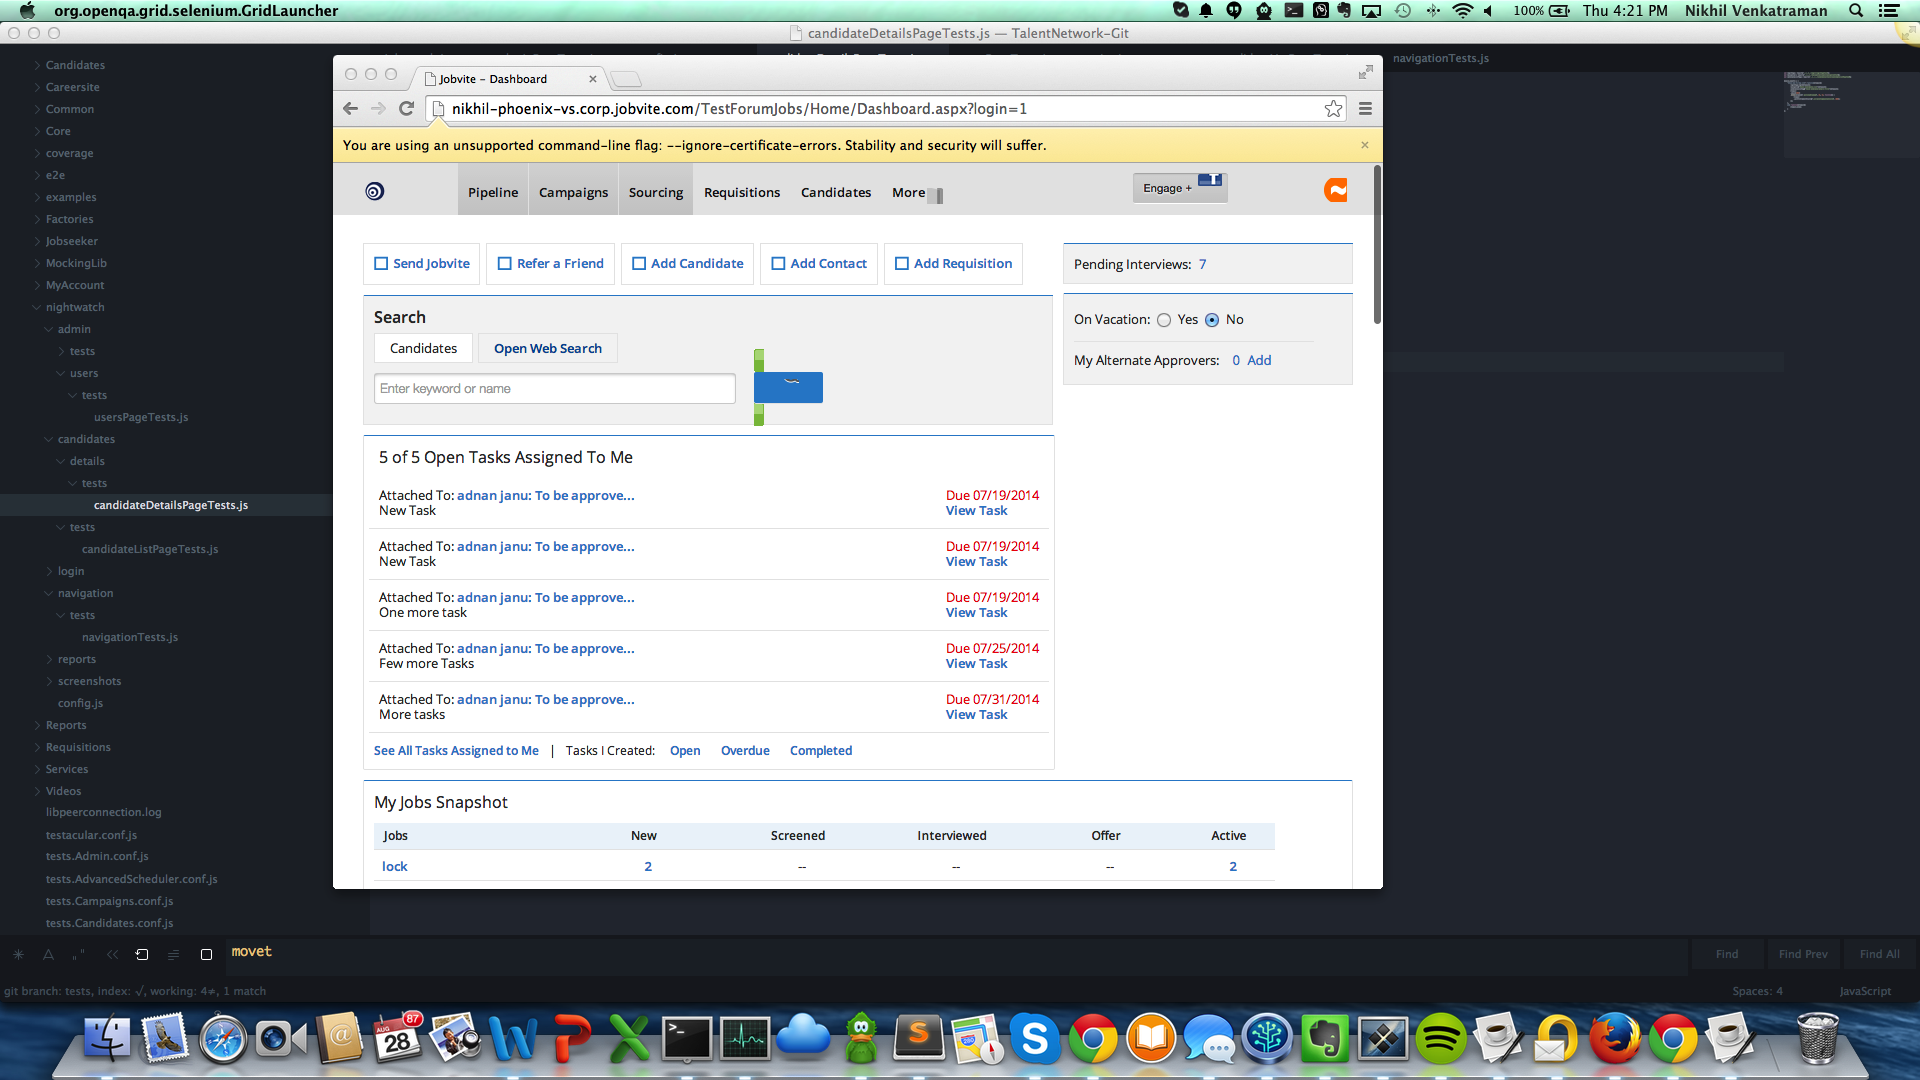 org.openqa.grid.selenium.GridLauncher
100%
Thu 4:21 PM
Nikhil Venkatraman
candidateDetailsPageTests.js — TalentNetwork-Git
navigationTests.js
Candidates
Careersite
Common
Core
coverage
e2e
examples
Factories
Jobseeker
MockingLib
MyAccount
nightwatch
admin
tests
users
tests
usersPageTests.js
candidates
details
tests
candidateDetailsPageTests.js
tests
candidateListPageTests.js
login
navigation
tests
navigationTests.js
reports
screenshots
config.js
Reports
Requisitions
Services
Videos
libpeerconnection.log
testacular.conf.js
tests.Admin.conf.js
tests.AdvancedScheduler.conf.js
tests.Campaigns.conf.js
tests.Candidates.conf.js
Jobvite – Dashboard
nikhil-phoenix-vs.corp.jobvite.com/TestForumJobs/Home/Dashboard.aspx?login=1
You are using an unsupported command-line flag: --ignore-certificate-errors. Stability and security will suffer.
Pipeline
Campaigns
Sourcing
Requisitions
Candidates
More
Engage +
Send Jobvite
Refer a Friend
Add Candidate
Add Contact
Add Requisition
Pending Interviews: 7
On Vacation: Yes No
My Alternate Approvers: 0 Add
Search
Candidates
Open Web Search
Enter keyword or name
5 of 5 Open Tasks Assigned To Me
Attached To: adnan janu: To be approve... Due 07/19/2014
New Task View Task
Attached To: adnan janu: To be approve... Due 07/19/2014
New Task View Task
Attached To: adnan janu: To be approve... Due 07/19/2014
One more task View Task
Attached To: adnan janu: To be approve... Due 07/25/2014
Few more Tasks View Task
Attached To: adnan janu: To be approve... Due 07/31/2014
More tasks View Task
See All Tasks Assigned to Me | Tasks I Created: Open Overdue Completed
My Jobs Snapshot
Jobs New Screened Interviewed Offer Active
lock 2 -- -- -- 2
movet
Find
Find Prev
Find All
git branch: tests, index: √, working: 4≠, 1 match
Spaces: 4
JavaScript
AUG
28
87